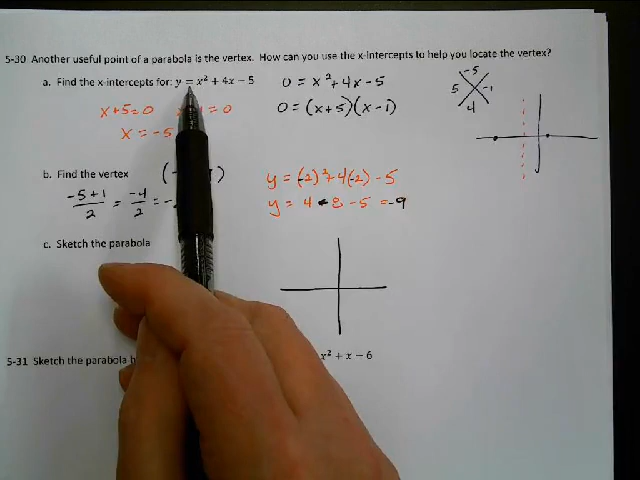 5-30 Another useful point of a parabola is the vertex. How can you use the x-intercepts to help you locate the vertex?
a. Find the x-intercepts for: y = x² + 4x – 5
0 = x² + 4x – 5
0 = (x+5)(x–1)
-5
5 -1
4
x+5=0 1 = 0
x = -5
b. Find the vertex ( )
-5+1 / 2 = -4 / 2 = -
y = (-2)² + 4(-2) – 5
y = 4 - 8 – 5 = -9
c. Sketch the parabola
5-31 Sketch the parabola x² + x – 6